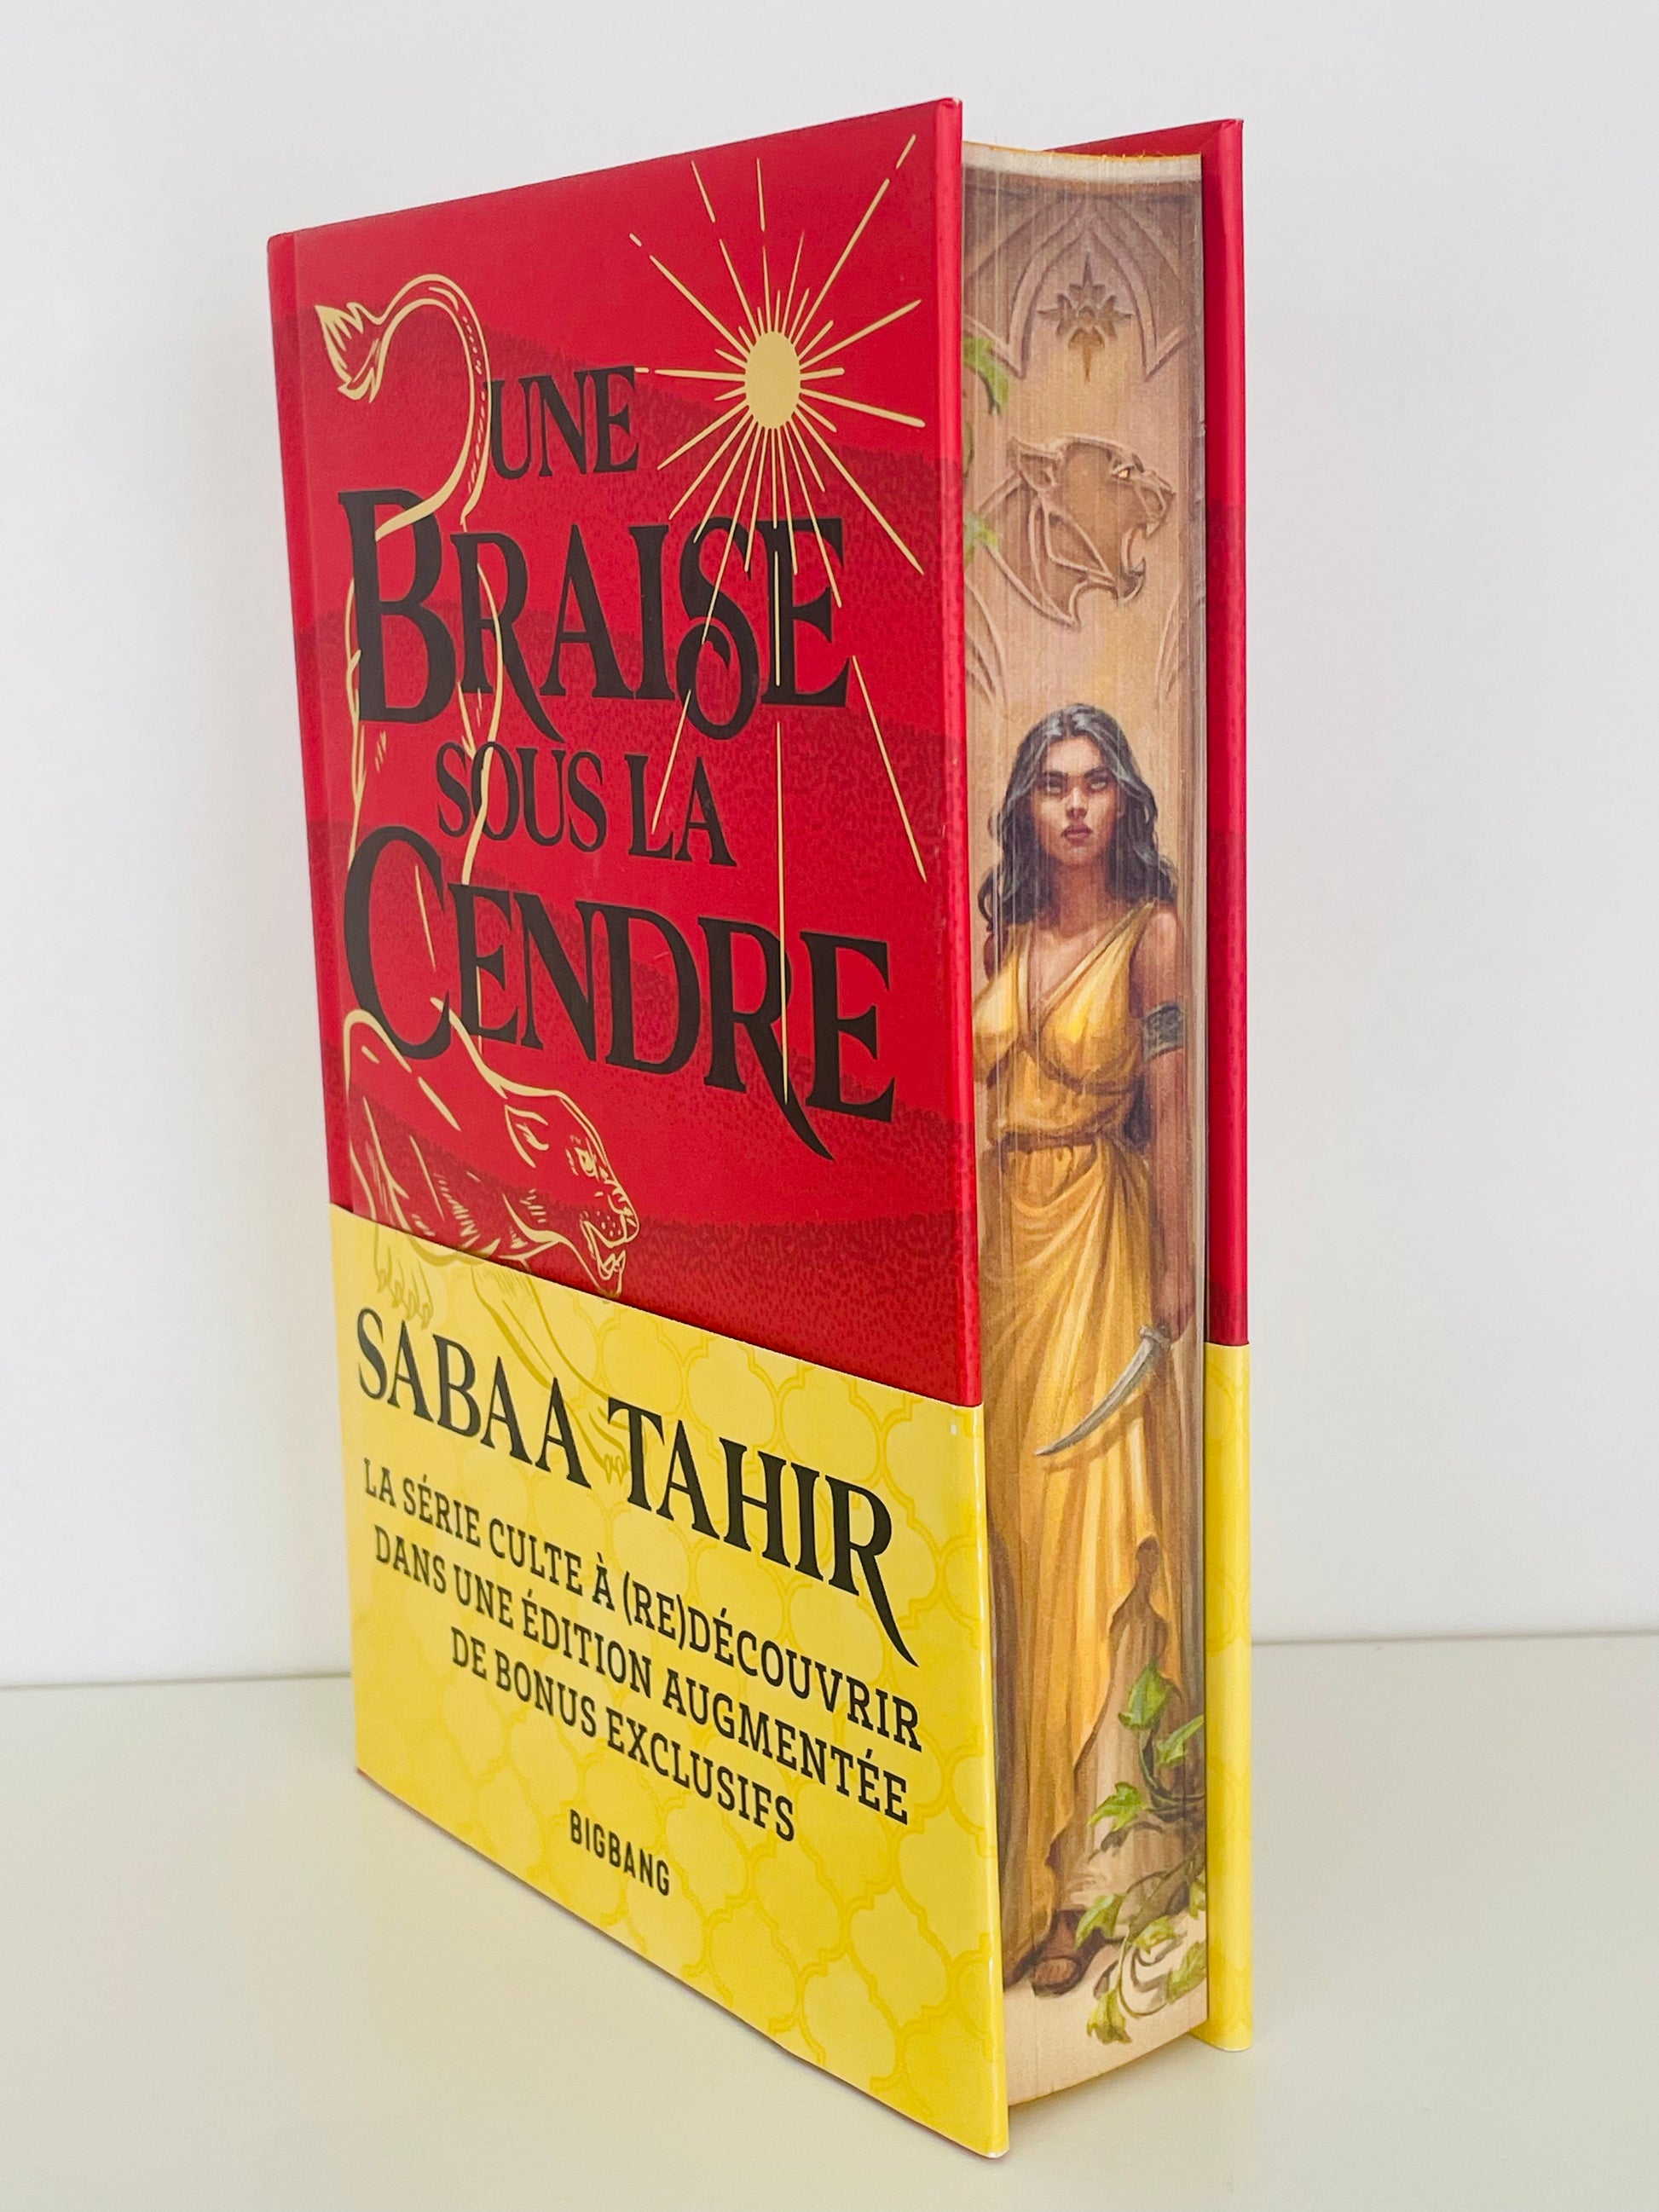 UNE
BRAISE
SOUS LA
CENDRE
SABAA TAHIR
LA SÉRIE CULTE À (RE)DÉCOUVRIR
DANS UNE ÉDITION AUGMENTÉE
DE BONUS EXCLUSIFS
BIGBANG